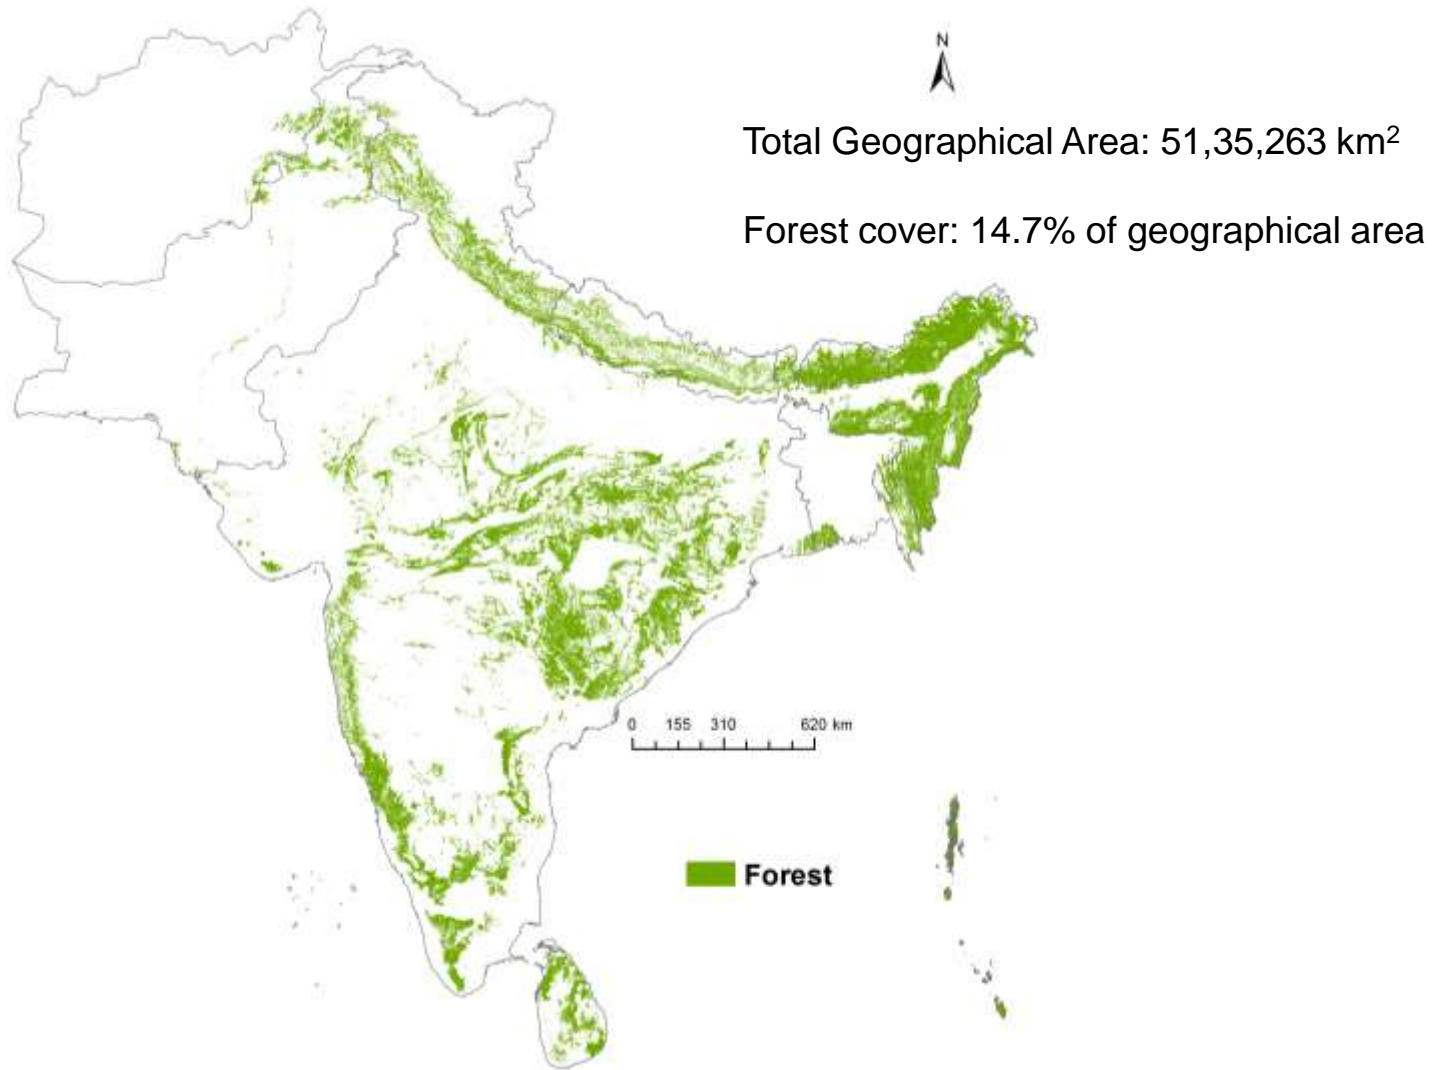 N
Total Geographical Area: 51,35,263 km²
Forest cover: 14.7% of geographical area
0 155 310 620 km
Forest